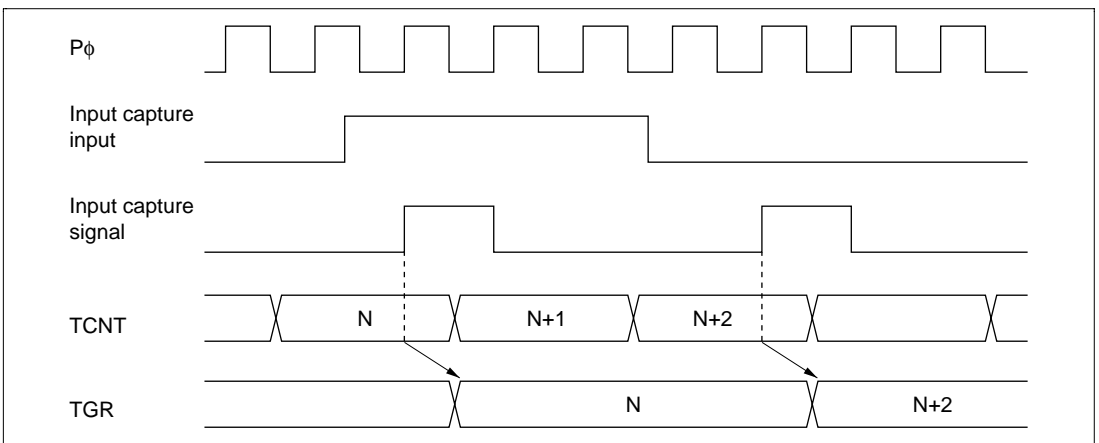 Pϕ
Input capture
input
Input capture
signal
TCNT
N
N+1
N+2
TGR
N
N+2